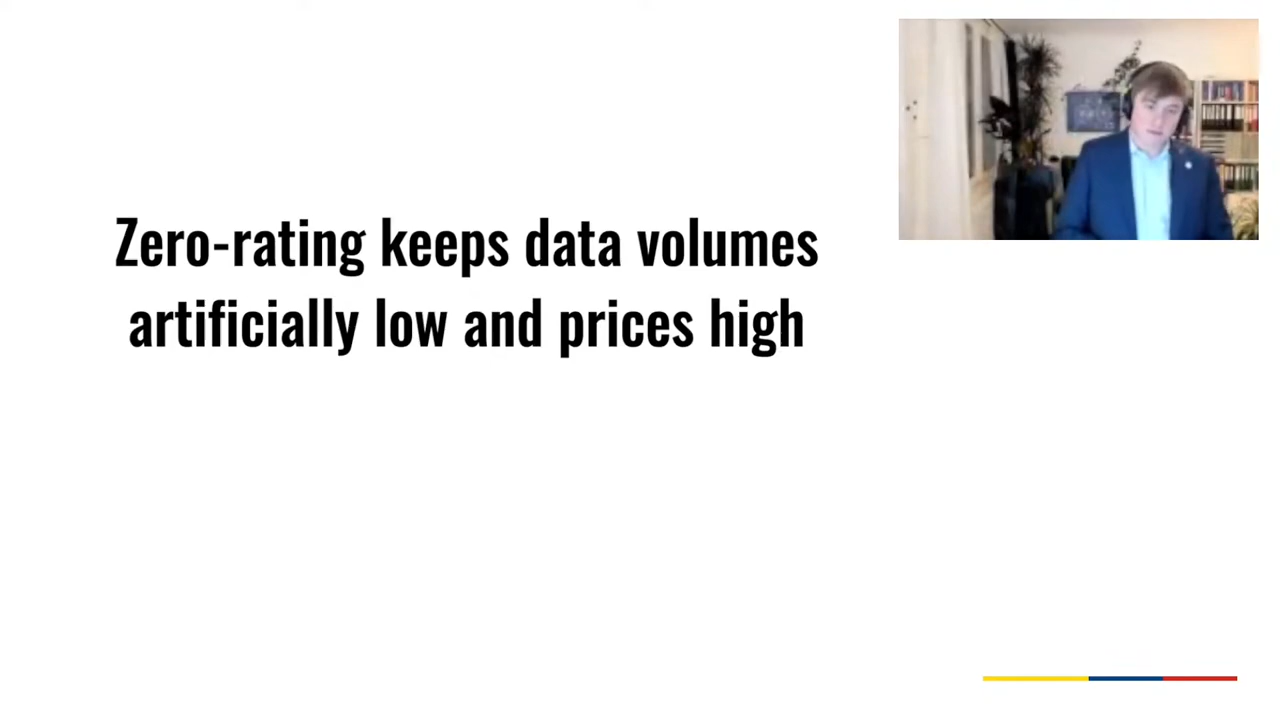 Zero-rating keeps data volumes
artificially low and prices high